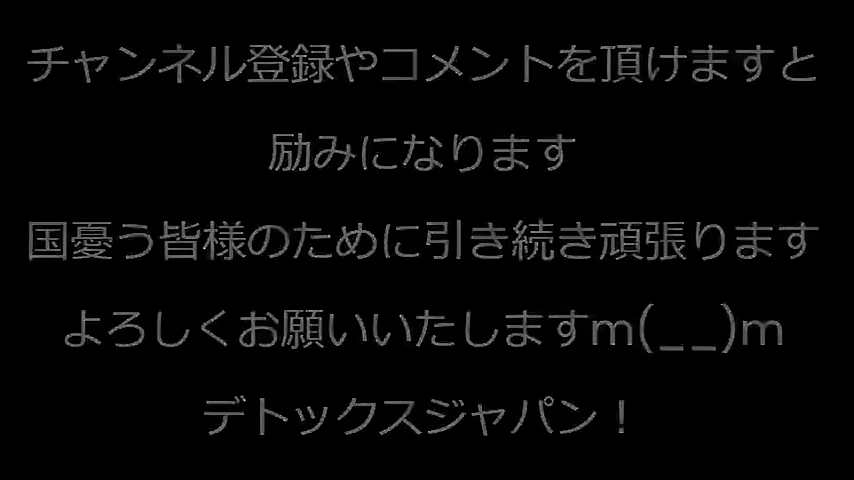 チャンネル登録やコメントを頂けますと
励みになります
国憂う皆様のために引き続き頑張ります
よろしくお願いいたしますm(__)m
デトックスジャパン！